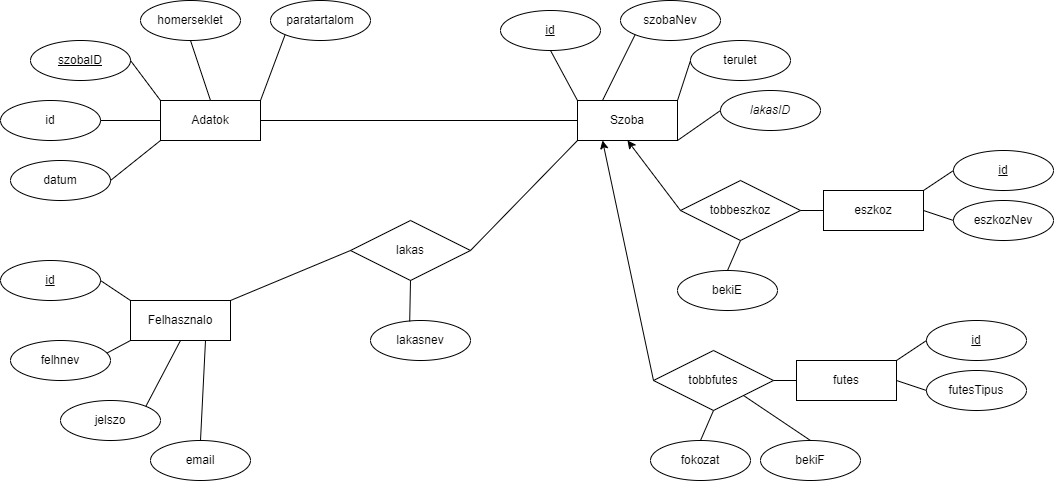 homerseklet
paratartalom
id
szobaNev
szobaID
terulet
id
Adatok
Szoba
lakasID
datum
id
tobbeszkoz
eszkoz
eszkozNev
lakas
id
bekiE
Felhasznalo
lakasnev
id
felhnev
tobbfutes
futes
futesTipus
jelszo
email
fokozat
bekiF